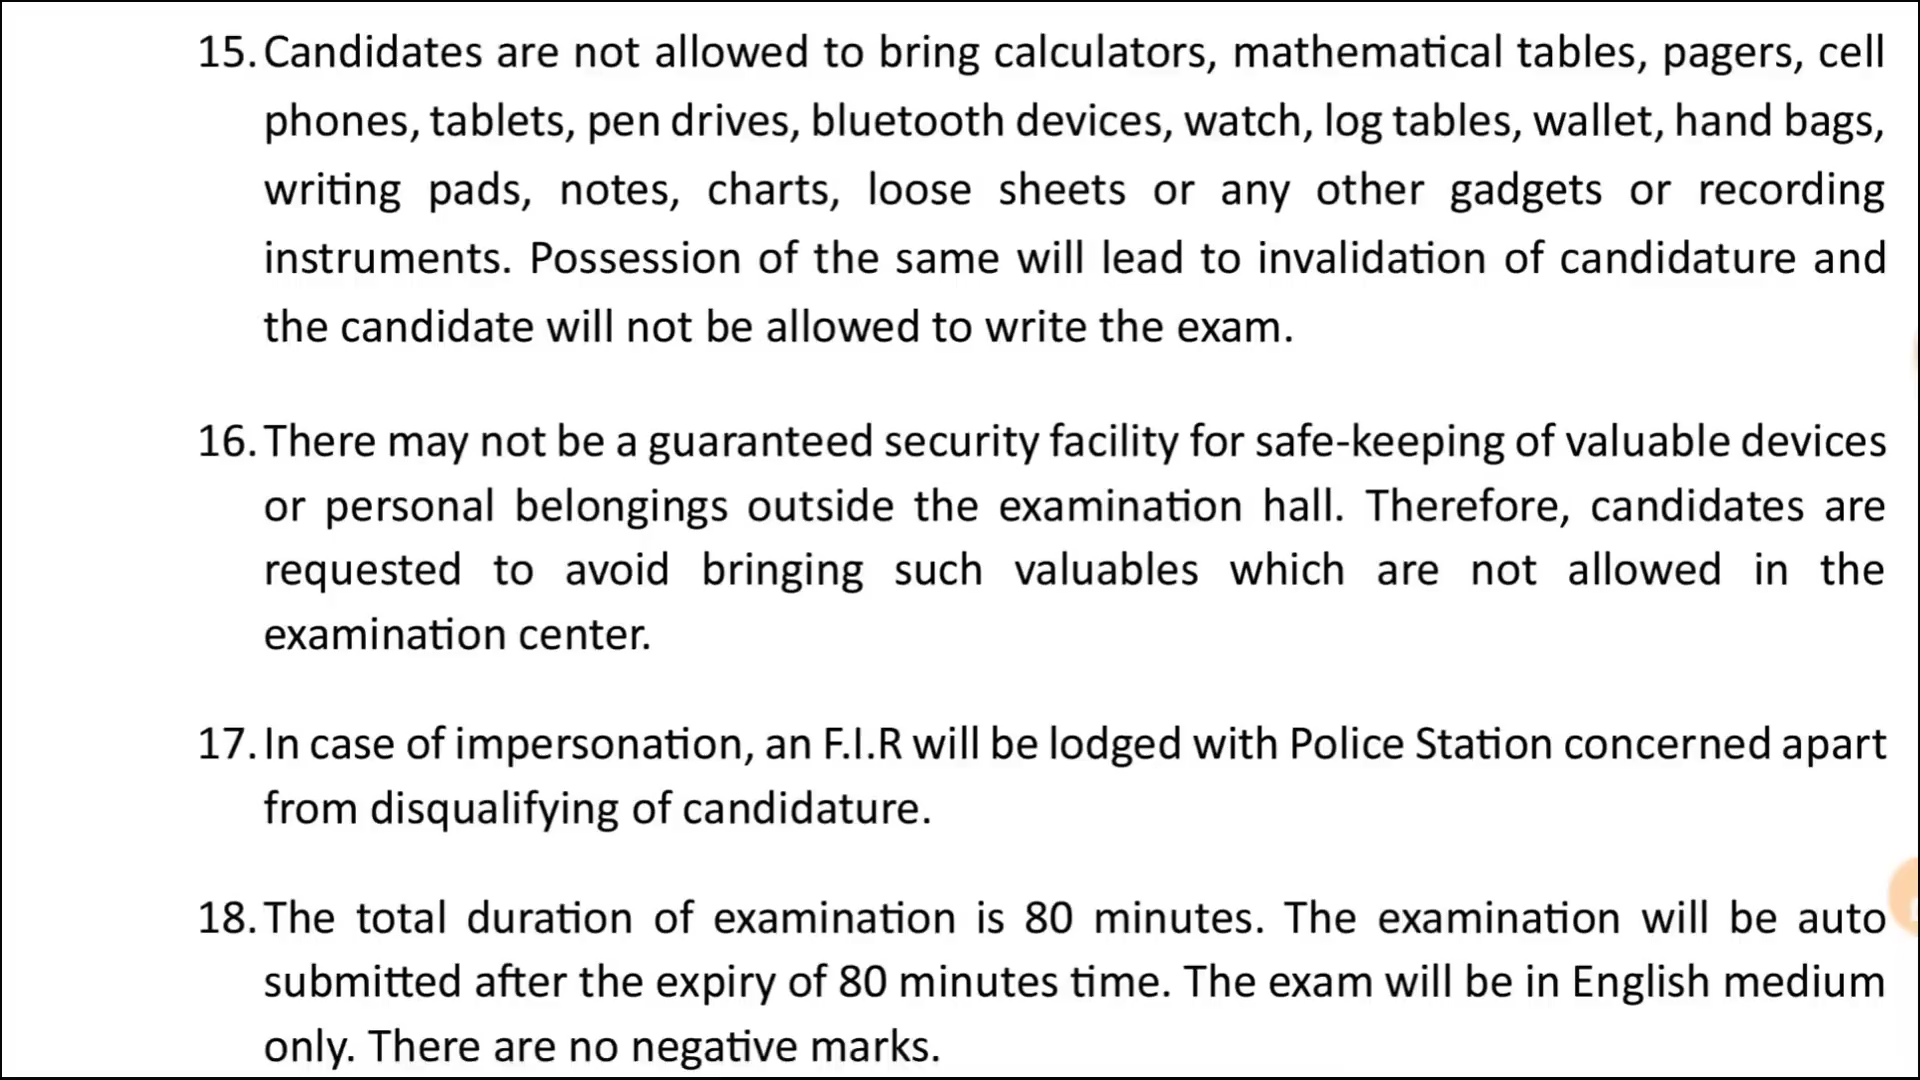 15. Candidates are not allowed to bring calculators, mathematical tables, pagers, cell
phones, tablets, pen drives, bluetooth devices, watch, log tables, wallet, hand bags,
writing pads, notes, charts, loose sheets or any other gadgets or recording
instruments. Possession of the same will lead to invalidation of candidature and
the candidate will not be allowed to write the exam.
16. There may not be a guaranteed security facility for safe-keeping of valuable devices
or personal belongings outside the examination hall. Therefore, candidates are
requested to avoid bringing such valuables which are not allowed in the
examination center.
17. In case of impersonation, an F.I.R will be lodged with Police Station concerned apart
from disqualifying of candidature.
18. The total duration of examination is 80 minutes. The examination will be auto
submitted after the expiry of 80 minutes time. The exam will be in English medium
only. There are no negative marks.